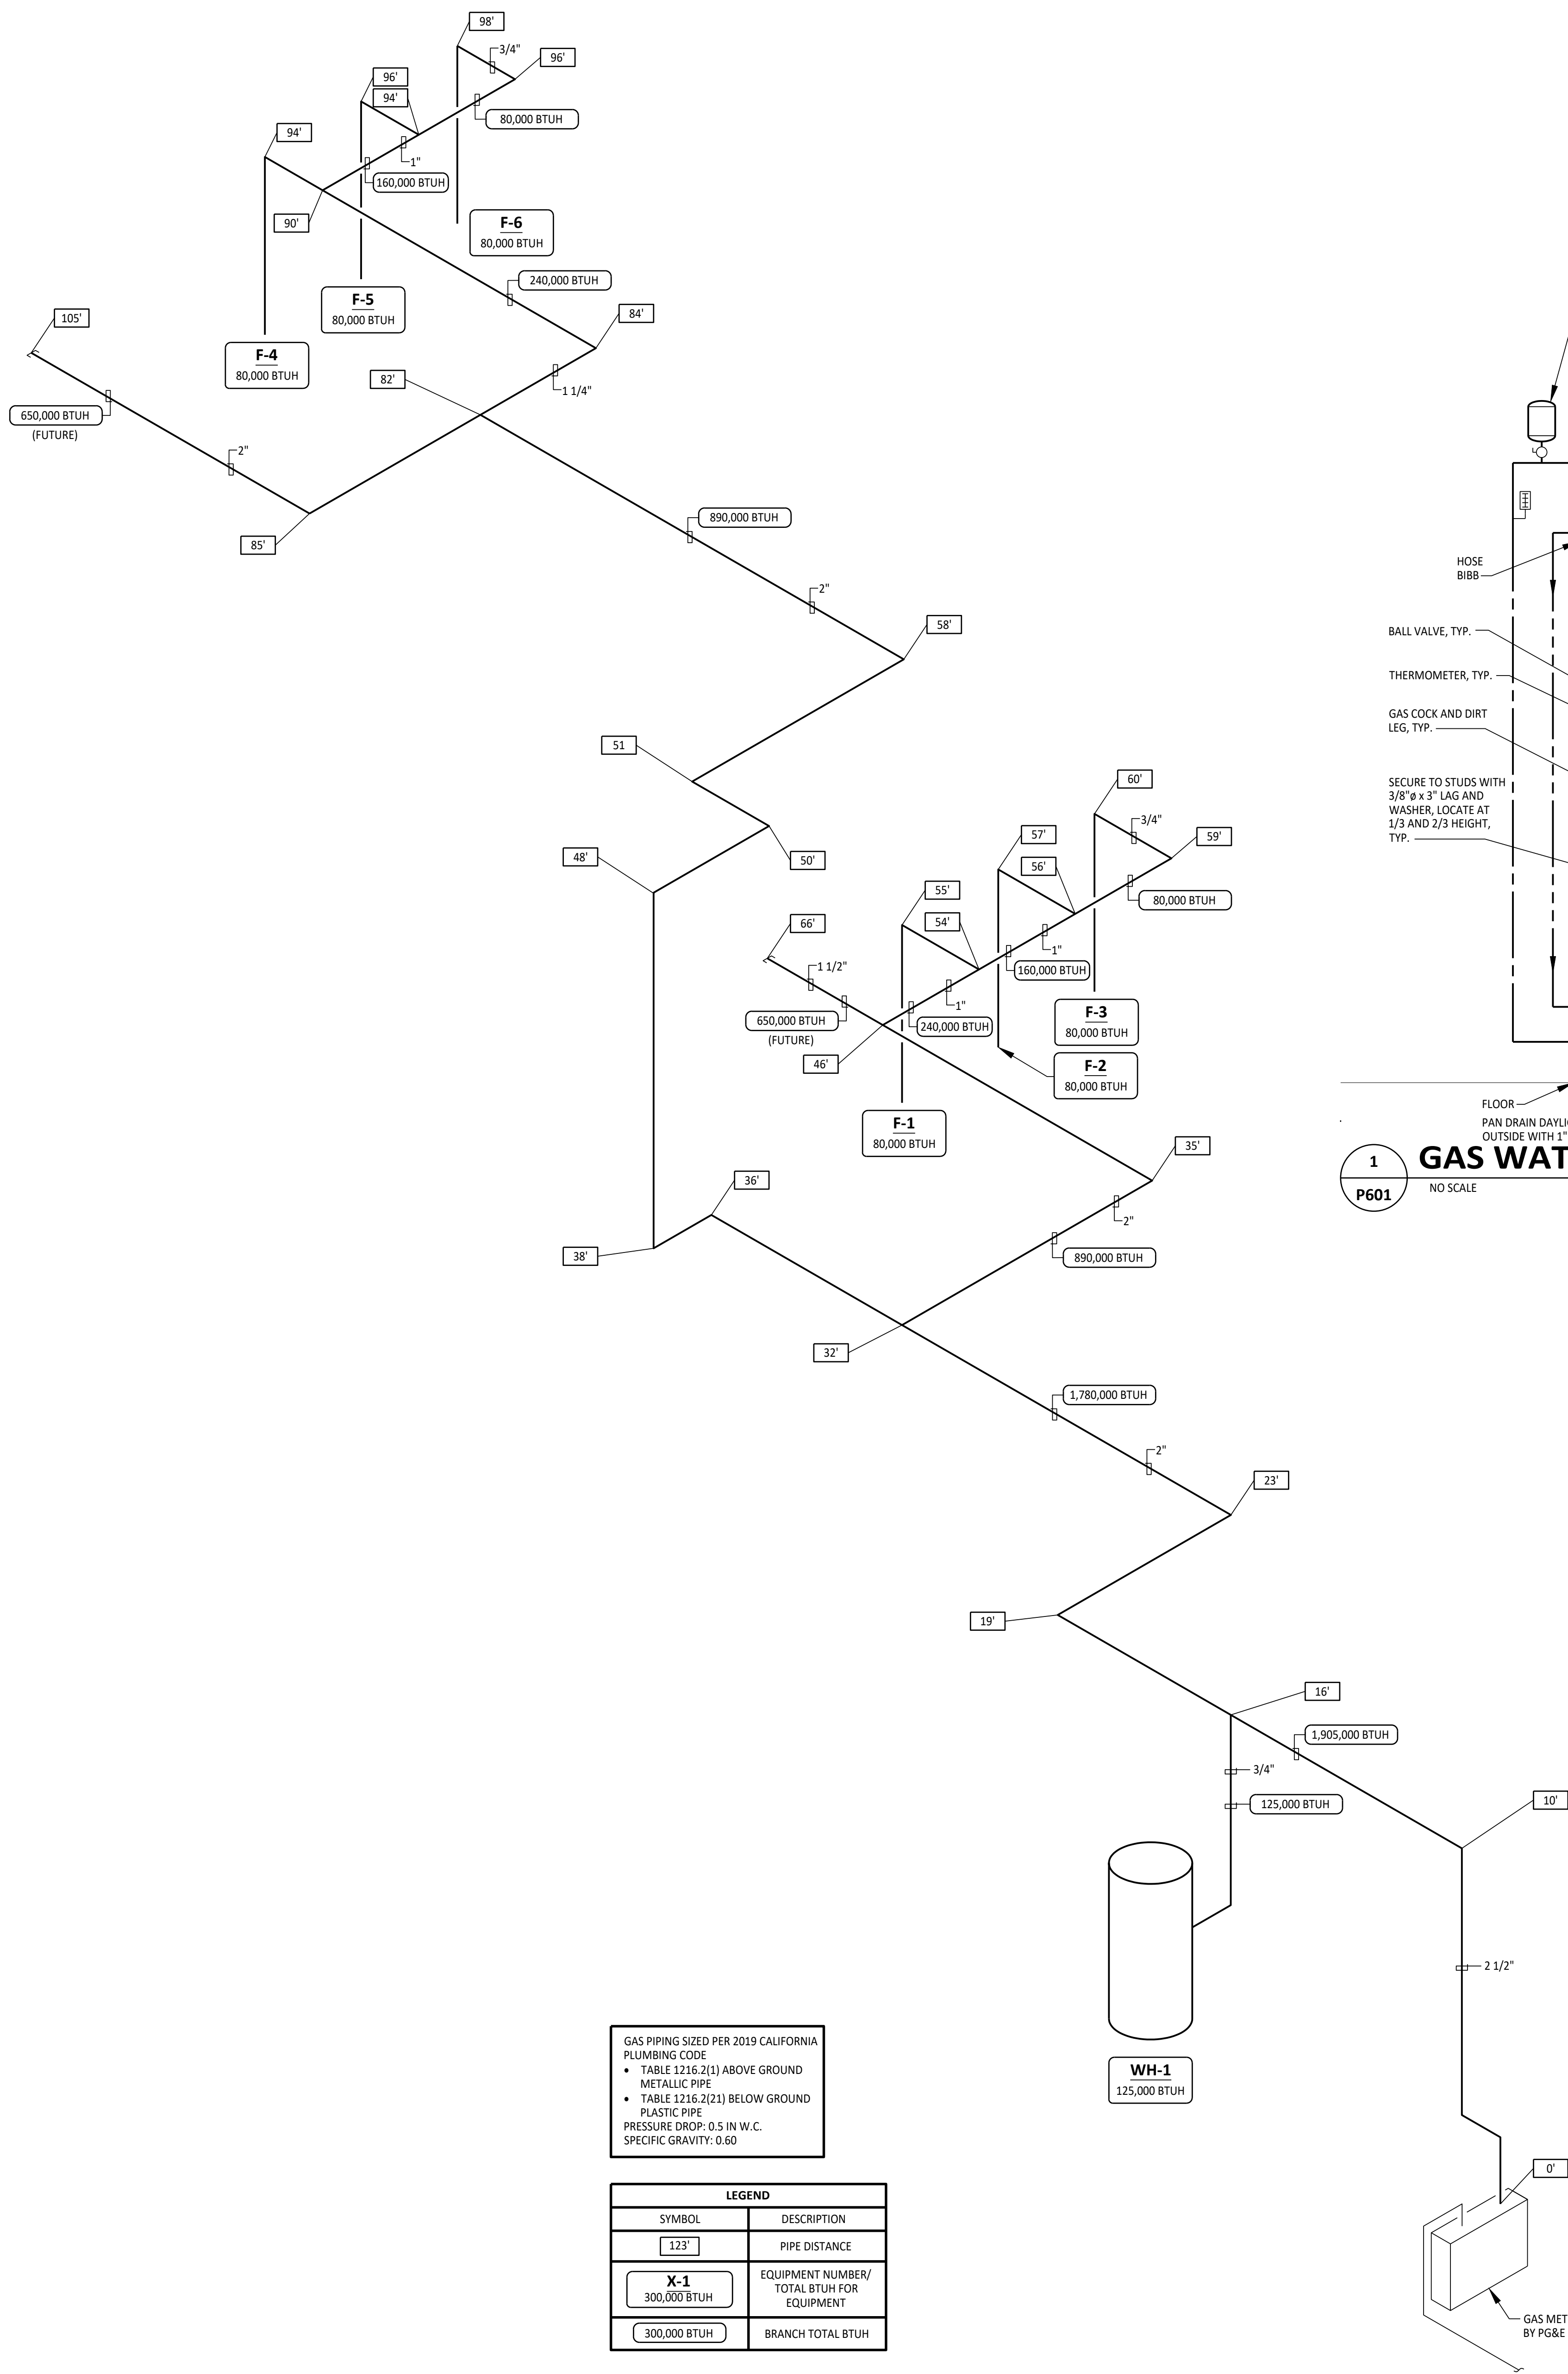 98'
3/4"
96'
96'
94'
80,000 BTUH
94'
1"
160,000 BTUH
90'
F-6
80,000 BTUH
240,000 BTUH
F-5
80,000 BTUH
84'
105'
F-4
80,000 BTUH
82'
1 1/4"
650,000 BTUH
(FUTURE)
2"
85'
890,000 BTUH
2"
58'
51
48'
50'
60'
3/4"
59'
57'
56'
80,000 BTUH
55'
54'
66'
1"
1 1/2"
160,000 BTUH
1"
650,000 BTUH
(FUTURE)
240,000 BTUH
46'
F-3
80,000 BTUH
F-2
80,000 BTUH
F-1
80,000 BTUH
35'
36'
2"
38'
890,000 BTUH
32'
1,780,000 BTUH
2"
23'
19'
16'
1,905,000 BTUH
3/4"
125,000 BTUH
10'
2 1/2"
WH-1
125,000 BTUH
0'
GAS MET
BY PG&E
HOSE
BIBB
BALL VALVE, TYP.
THERMOMETER, TYP.
GAS COCK AND DIRT
LEG, TYP.
SECURE TO STUDS WITH
3/8"ø x 3" LAG AND
WASHER, LOCATE AT
1/3 AND 2/3 HEIGHT,
TYP.
FLOOR
PAN DRAIN DAYLI
OUTSIDE WITH 1"
1
P601
GAS WAT
NO SCALE
GAS PIPING SIZED PER 2019 CALIFORNIA
PLUMBING CODE
• TABLE 1216.2(1) ABOVE GROUND
METALLIC PIPE
• TABLE 1216.2(21) BELOW GROUND
PLASTIC PIPE
PRESSURE DROP: 0.5 IN W.C.
SPECIFIC GRAVITY: 0.60
LEGEND
SYMBOL DESCRIPTION
123' PIPE DISTANCE
X-1
300,000 BTUH
EQUIPMENT NUMBER/
TOTAL BTUH FOR
EQUIPMENT
300,000 BTUH BRANCH TOTAL BTUH